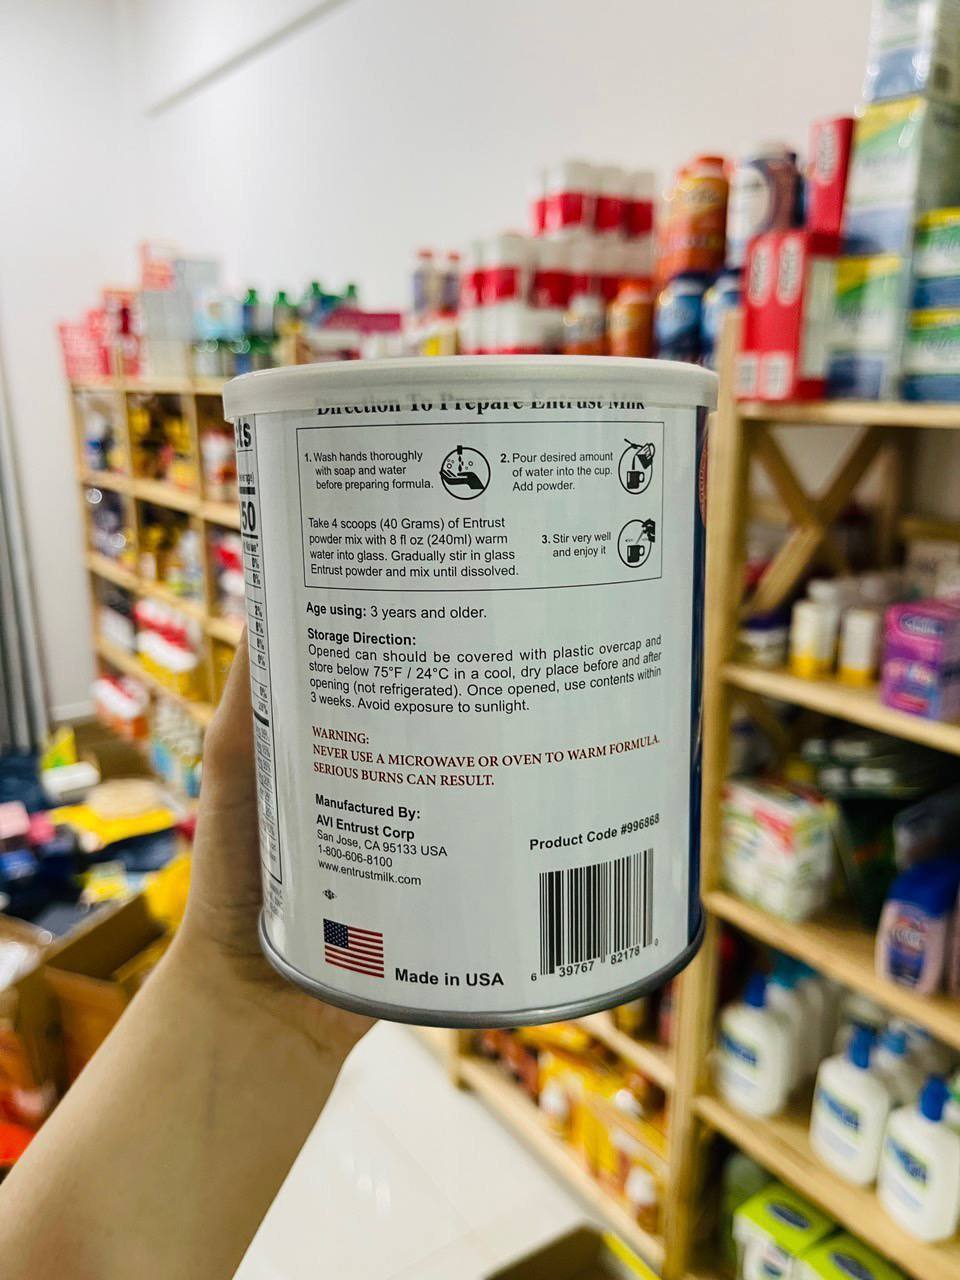 Direction To Prepare Entrust Milk
1. Wash hands thoroughly
with soap and water
before preparing formula.
2. Pour desired amount
of water into the cup.
Add powder.
Take 4 scoops (40 Grams) of Entrust
powder mix with 8 fl oz (240ml) warm
water into glass. Gradually stir in glass
Entrust powder and mix until dissolved.
3. Stir very well
and enjoy it
Age using: 3 years and older.
Storage Direction:
Opened can should be covered with plastic overcap and
store below 75°F / 24°C in a cool, dry place before and after
opening (not refrigerated). Once opened, use contents within
3 weeks. Avoid exposure to sunlight.
WARNING:
NEVER USE A MICROWAVE OR OVEN TO WARM FORMULA.
SERIOUS BURNS CAN RESULT.
Manufactured By:
AVI Entrust Corp
San Jose, CA 95133 USA
1-800-606-8100
www.entrustmilk.com
Made in USA
Product Code #996868
6 39767 82178 0